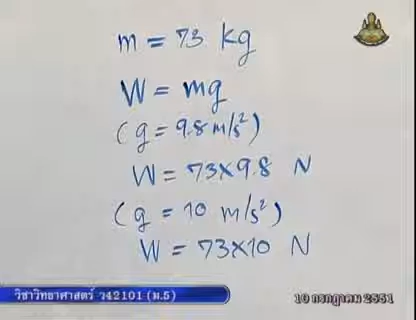 m = 73 kg
W = mg
(g = 9.8 m/s²)
W = 73×9.8 N
(g = 10 m/s²)
W = 73×10 N
วิชาวิทยาศาสตร์ ว42101 (ม.5)
10 กรกฎาคม 2551